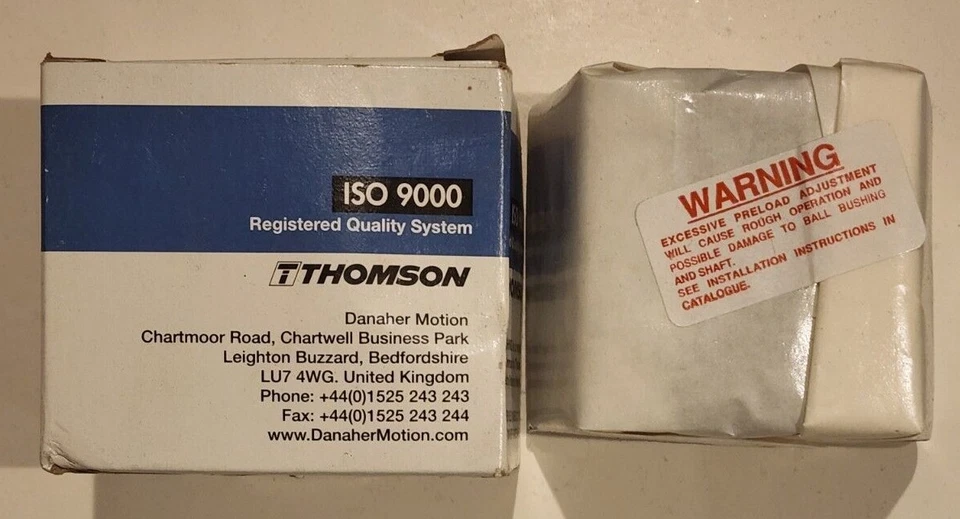 ISO 9000
Registered Quality System
THOMSON
Danaher Motion
Chartmoor Road, Chartwell Business Park
Leighton Buzzard, Bedfordshire
LU7 4WG. United Kingdom
Phone: +44(0)1525 243 243
Fax: +44(0)1525 243 244
www.DanaherMotion.com
WARNING
EXCESSIVE PRELOAD ADJUSTMENT
WILL CAUSE ROUGH OPERATION AND
POSSIBLE DAMAGE TO BALL BUSHING
AND SHAFT.
SEE INSTALLATION INSTRUCTIONS IN
CATALOGUE.